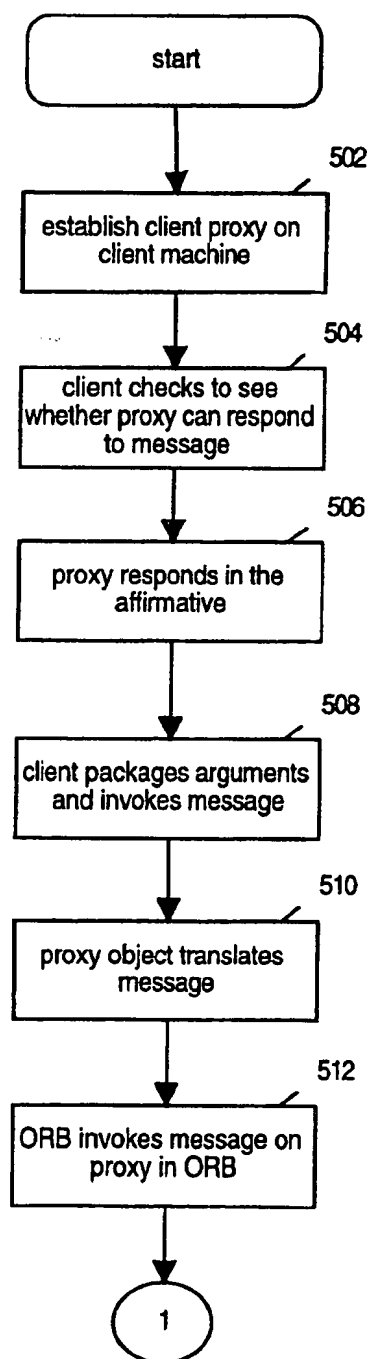 start
502
establish client proxy on
client machine
504
client checks to see
whether proxy can respond
to message
506
proxy responds in the
affirmative
508
client packages arguments
and invokes message
510
proxy object translates
message
512
ORB invokes message on
proxy in ORB
1